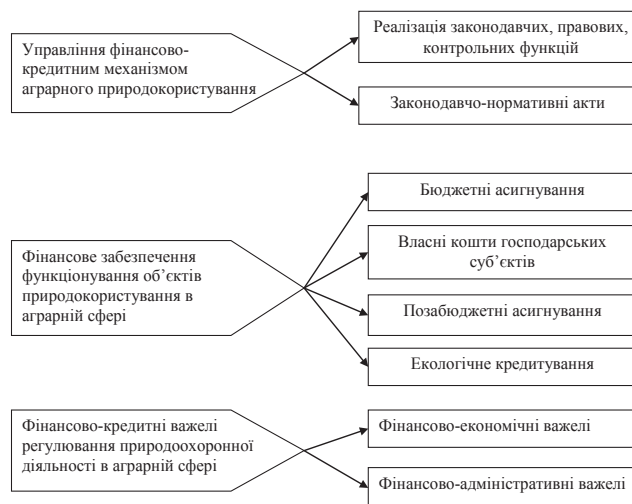 Управління фінансово-
кредитним механізмом
аграрного природокористування
Реалізація законодавчих, правових,
контрольних функцій
Законодавчо-нормативні акти
Фінансове забезпечення
функціонування об’єктів
природокористування в
аграрній сфері
Бюджетні асигнування
Власні кошти господарських
суб’єктів
Позабюджетні асигнування
Екологічне кредитування
Фінансово-кредитні важелі
регулювання природоохоронної
діяльності в аграрній сфері
Фінансово-економічні важелі
Фінансово-адміністративні важелі